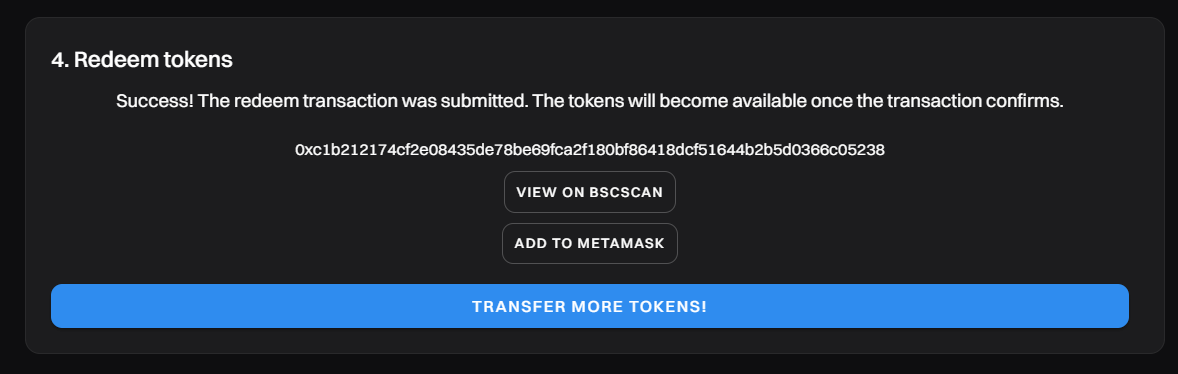 4. Redeem tokens
Success! The redeem transaction was submitted. The tokens will become available once the transaction confirms.
0xc1b212174cf2e08435de78be69fca2f180bf86418dcf51644b2b5d0366c05238
VIEW ON BSCSCAN
ADD TO METAMASK
TRANSFER MORE TOKENS!